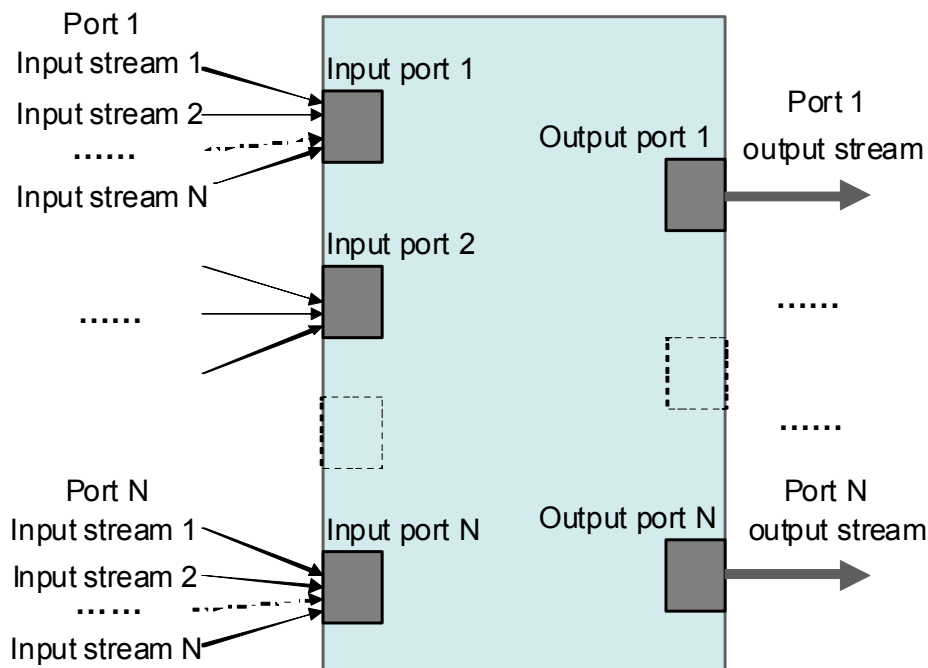 Port 1
Input stream 1
Input stream 2
......
Input stream N
Input port 1
Input port 2
......
Port N
Input stream 1
Input stream 2
......
Input stream N
Input port N
Output port 1
Port 1
output stream
......
......
Output port N
Port N
output stream